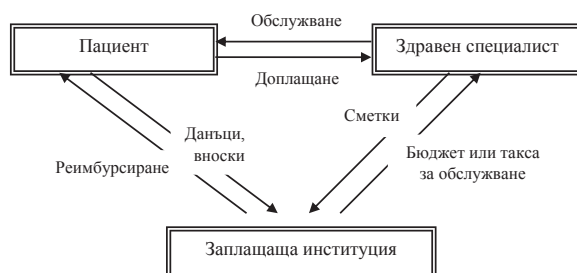 Обслужване
Пациент
Здравен специалист
Доплащане
Сметки
Данъци,
вноски
Реимбурсиране
Бюджет или такса
за обслужване
Заплащаща институция